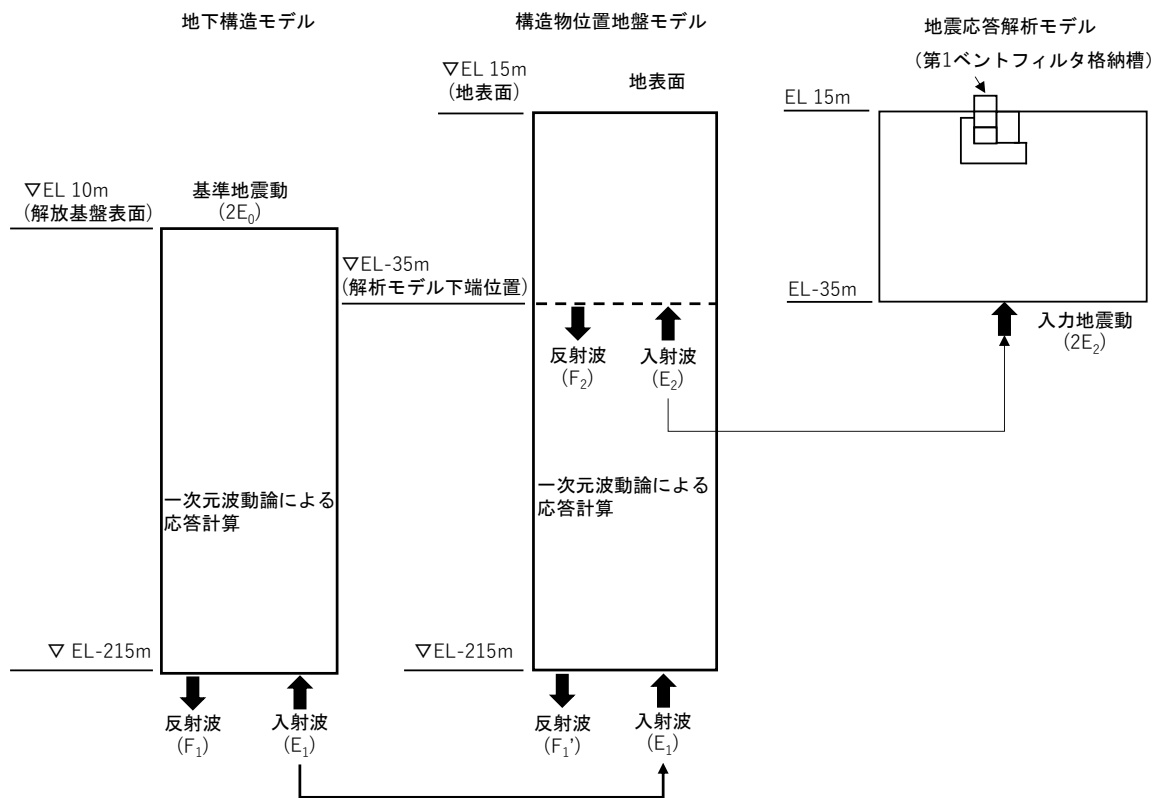 地下構造モデル
▽EL 10m
(解放基盤表面)
基準地震動
(2E₀)
一次元波動論による
応答計算
▽ EL-215m
反射波
(F₁)
入射波
(E₁)
構造物位置地盤モデル
▽EL 15m
(地表面)
地表面
▽EL-35m
(解析モデル下端位置)
反射波
(F₂)
入射波
(E₂)
一次元波動論による
応答計算
▽EL-215m
反射波
(F₁')
入射波
(E₁)
地震応答解析モデル
(第1ベントフィルタ格納槽)
EL 15m
EL-35m
入力地震動
(2E₂)